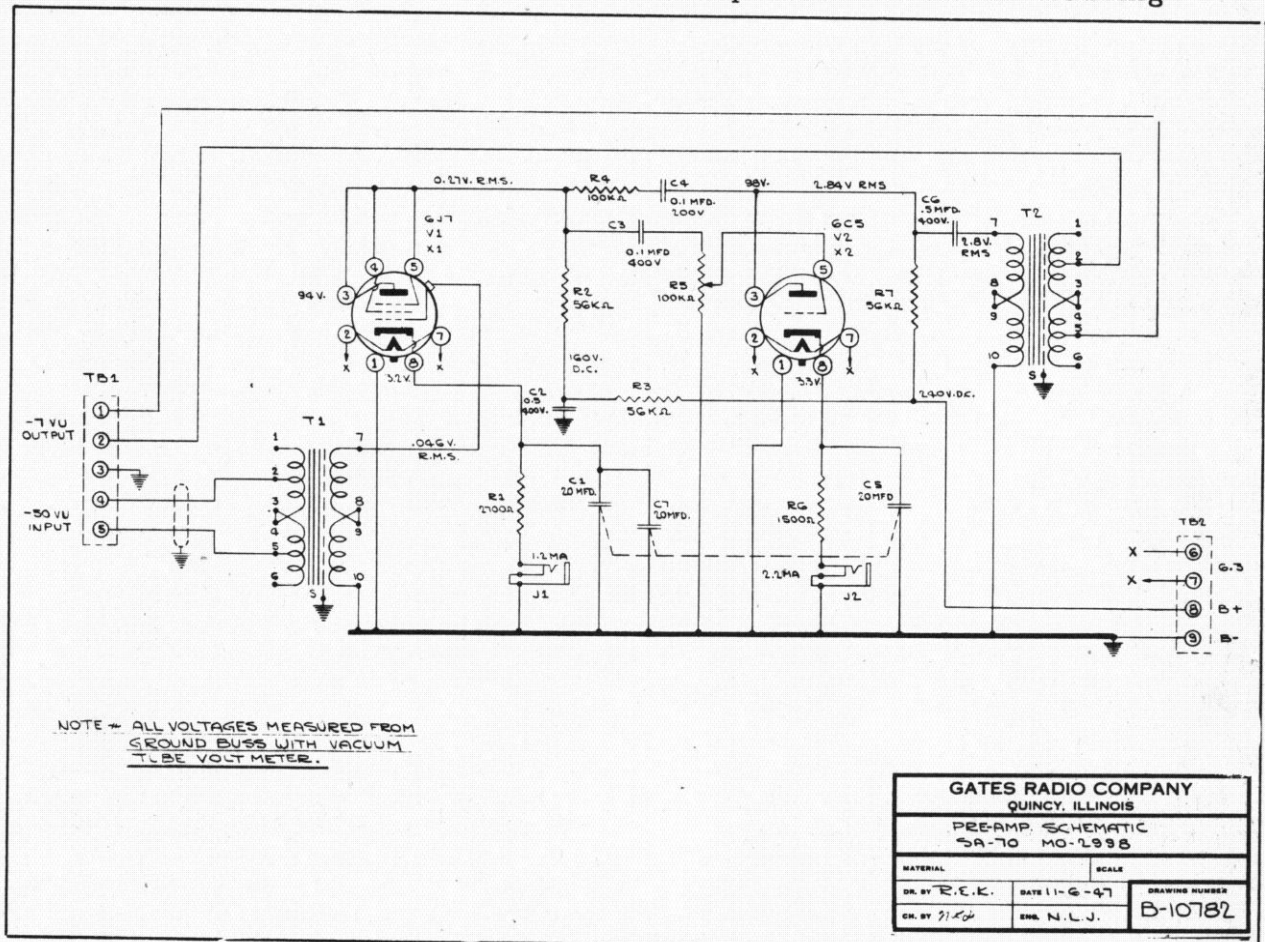 0.27V. R.M.S.
R4
100KΩ
C4
0.1 MFD.
200V
98V.
2.84V RMS
C6
.5MFD.
400V.
7
2.8V.
RMS
T2
1
6J7
V1
X1
C3
0.1 MFD
400V
6C5
V2
X2
4
5
3
94V.
2
7
1
8
X
X
3.2V.
R2
56KΩ
R5
100KΩ
5
3
2
7
1
8
X
X
3.3V.
R7
56KΩ
8
9
10
2
3
4
5
6
S
160V.
D.C.
C2
0.5
400V.
R3
56KΩ
240V.D.C.
TB1
1
2
3
4
5
-7 VU
OUTPUT
-50 VU
INPUT
T1
1
2
3
4
5
6
7
8
9
10
S
.046V.
R.M.S.
R1
2700Ω
C1
20MFD.
C7
20MFD.
R6
1500Ω
C5
20MFD
1.2MA
J1
2.2MA
J2
TB2
X
6
X
7
6.3
8
B+
9
B-
NOTE - ALL VOLTAGES MEASURED FROM
GROUND BUSS WITH VACUUM
TUBE VOLT METER.
GATES RADIO COMPANY
QUINCY, ILLINOIS
PRE-AMP. SCHEMATIC
SA-70 MO-2998
MATERIAL
SCALE
DR. BY R.E.K.
DATE 11-6-47
DRAWING NUMBER
CH. BY
ENG. N.L.J.
B-10782